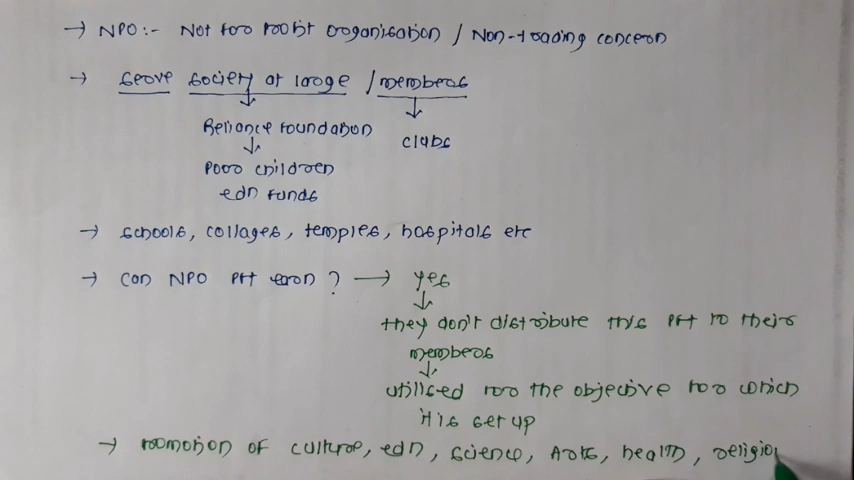 → NPO:- Not for profit organisation / Non-trading concern
→ Serve society at large / members
↓ ↓
Reliance foundation clubs
↓
Poor children
edn funds
→ schools, collages, temples, hospitals etc
→ can NPO Pft earn ? → yes
↓
they don't distribute this Pft to their
members
↓
utilised for the objective for which
it is set up
→ Promotion of culture, edn, science, Arts, health, religion